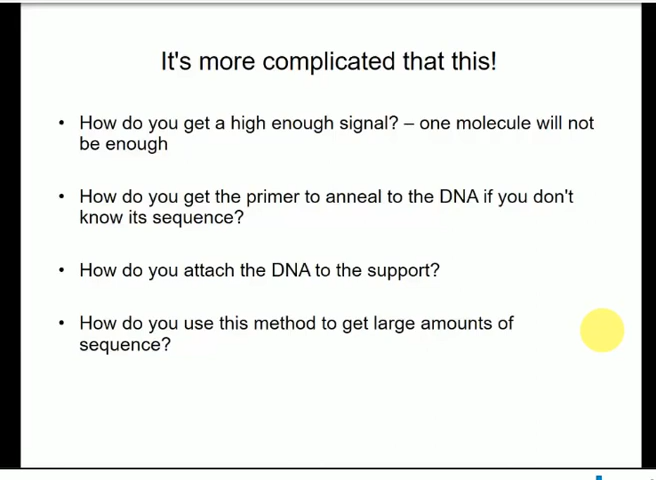 It's more complicated that this!
• How do you get a high enough signal? – one molecule will not
be enough
• How do you get the primer to anneal to the DNA if you don't
know its sequence?
• How do you attach the DNA to the support?
• How do you use this method to get large amounts of
sequence?